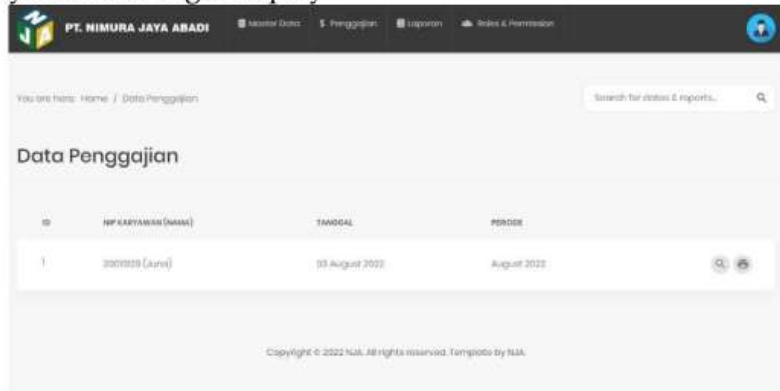 PT. NIMURA JAYA ABADI Master Data $ Penggajian Laporan Roles & Permission
You are here: Home / Data Penggajian
Search for datas & reports...
Data Penggajian
ID NIP KARYAWAN (NAMA) TANGGAL PERIODE
1 (Junai) 03 August 2022 August 2022
Copyright © 2022 NJA. All rights reserved. Template by NJA.